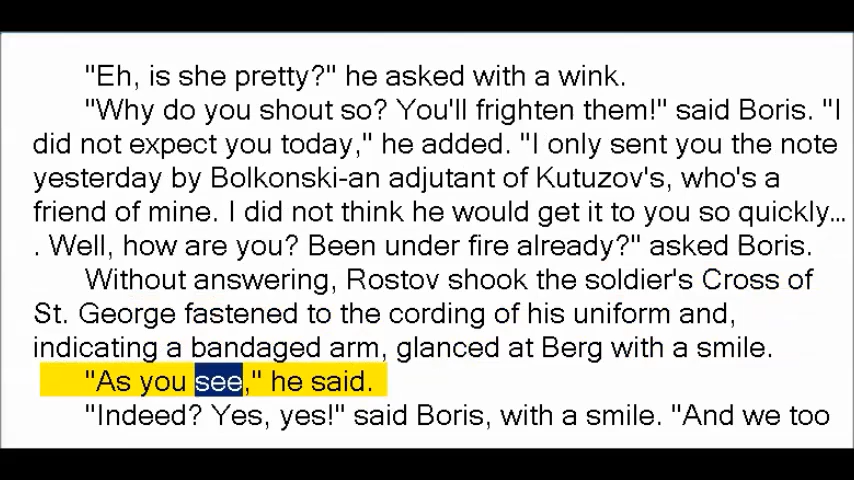 "Eh, is she pretty?" he asked with a wink.
"Why do you shout so? You'll frighten them!" said Boris. "I
did not expect you today," he added. "I only sent you the note
yesterday by Bolkonski-an adjutant of Kutuzov's, who's a
friend of mine. I did not think he would get it to you so quickly...
. Well, how are you? Been under fire already?" asked Boris.
Without answering, Rostov shook the soldier's Cross of
St. George fastened to the cording of his uniform and,
indicating a bandaged arm, glanced at Berg with a smile.
"As you see," he said.
"Indeed? Yes, yes!" said Boris, with a smile. "And we too